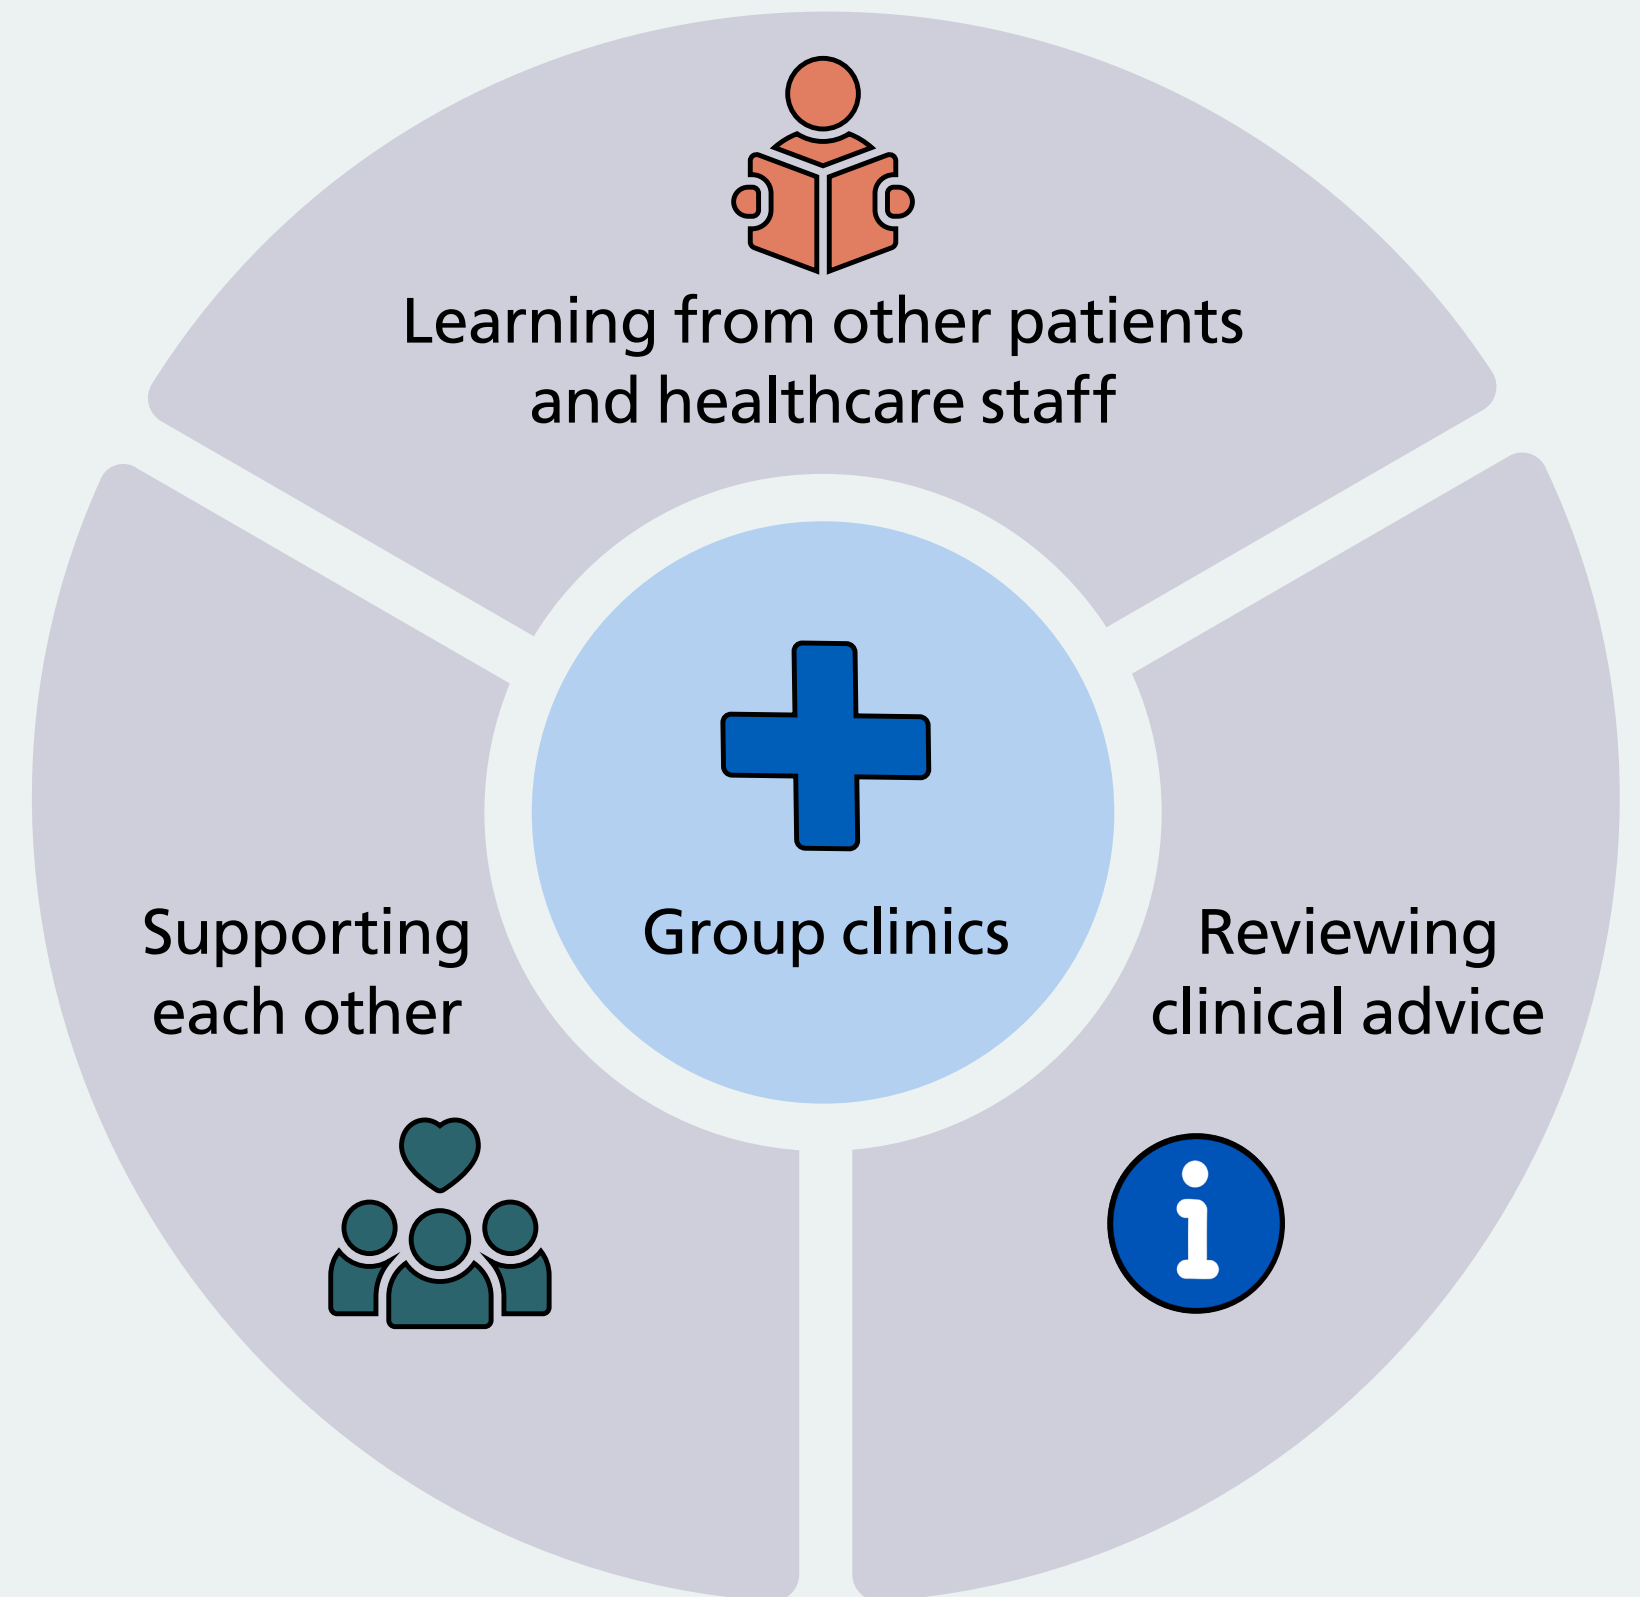 Learning from other patients
and healthcare staff
Supporting
each other
Group clinics
Reviewing
clinical advice